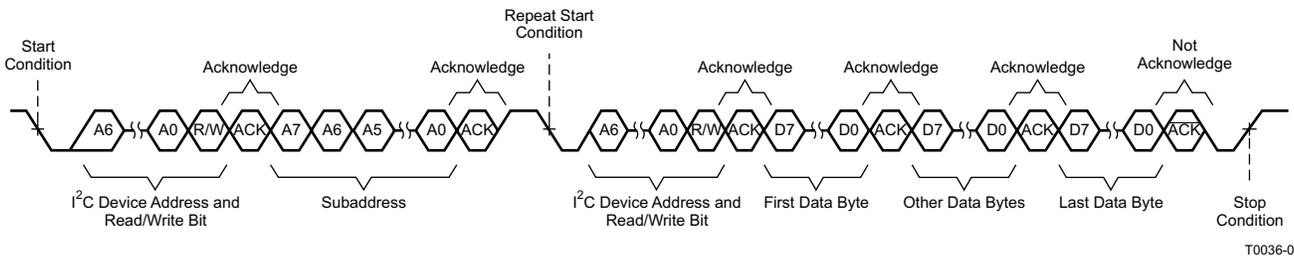 Repeat Start
Condition
Start
Condition
Not
Acknowledge
Acknowledge
Acknowledge
Acknowledge
Acknowledge
Acknowledge
A6 A0 R/W ACK A7 A6 A5 A0 ACK A6 A0 R/W ACK D7 D0 ACK D7 D0 ACK D7 D0 ACK
I2C Device Address and
Read/Write Bit
Subaddress
I2C Device Address and
Read/Write Bit
First Data Byte
Other Data Bytes
Last Data Byte
Stop
Condition
T0036-0